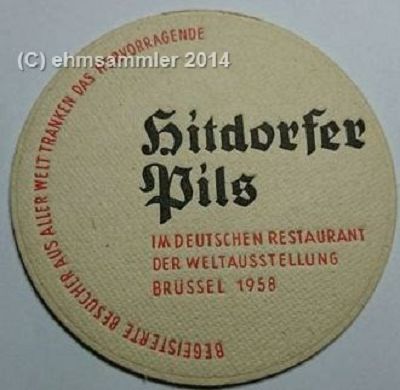 (C) ehmsammler 2014
BEGEISTERTE BESUCHER AUS ALLER WELT TRANKEN DAS HERVORRAGENDE
Hitdorfer
Pils
IM DEUTSCHEN RESTAURANT
DER WELTAUSSTELLUNG
BRÜSSEL 1958